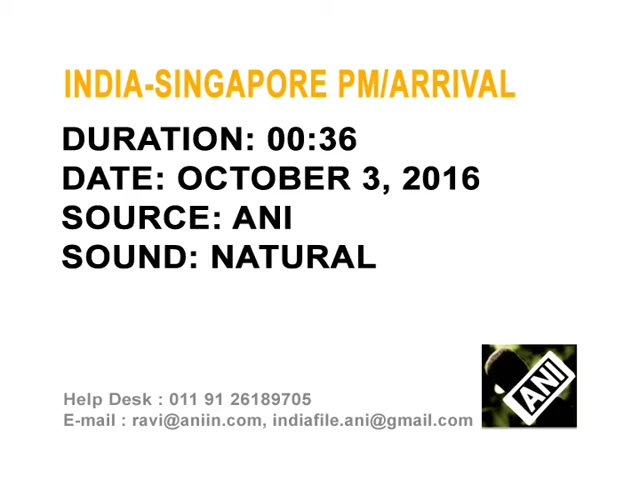 INDIA-SINGAPORE PM/ARRIVAL
DURATION: 00:36
DATE: OCTOBER 3, 2016
SOURCE: ANI
SOUND: NATURAL
ANI
Help Desk : 011 91 26189705
E-mail : ravi@aniin.com, indiafile.ani@gmail.com